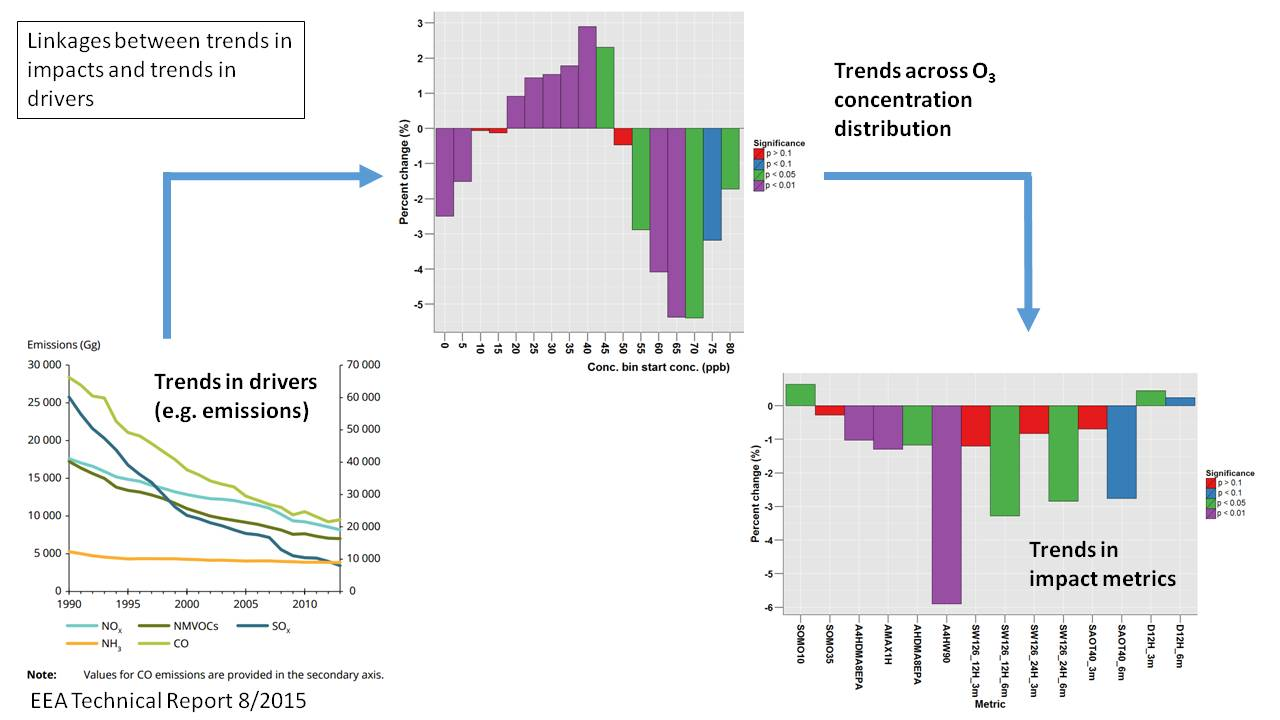 Linkages between trends in
impacts and trends in
drivers
3
2
1
0
-1
-2
-3
-4
-5
Percent change (%)
0 5 10 15 20 25 30 35 40 45 50 55 60 65 70 75 80
Conc. bin start conc. (ppb)
Significance
p > 0.1
p < 0.1
p < 0.05
p < 0.01
Trends across O₃
concentration
distribution
Emissions (Gg)
30 000
25 000
20 000
15 000
10 000
5 000
0
70 000
60 000
50 000
40 000
30 000
20 000
10 000
0
Trends in drivers
(e.g. emissions)
1990 1995 2000 2005 2010
NOₓ NMVOCs SOₓ
NH₃ CO
Note: Values for CO emissions are provided in the secondary axis.
EEA Technical Report 8/2015
0
-1
-2
-3
-4
-5
-6
Percent change (%)
Trends in
impact metrics
SOMO10 SOMO35 A4HDMA8EPA AMAX1H AHDMA8EPA A4HW90 SW126_12H_3m SW126_12H_6m SW126_24H_3m SW126_24H_6m SAOT40_3m SAOT40_6m D12H_3m D12H_6m
Metric
Significance
p > 0.1
p < 0.1
p < 0.05
p < 0.01